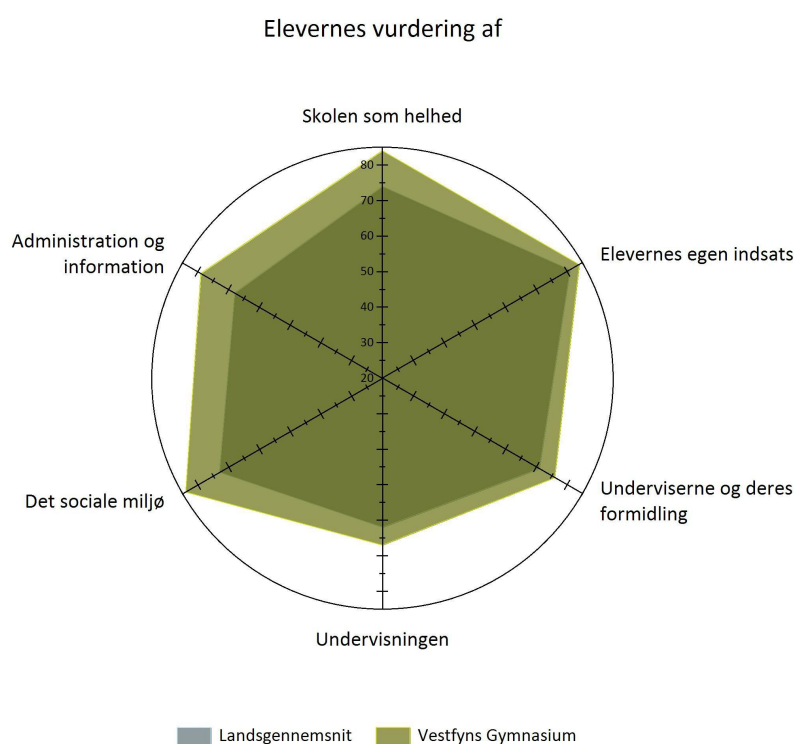 Elevernes vurdering af
Skolen som helhed
80
70
60
50
40
30
20
Elevernes egen indsats
Underviserne og deres
formidling
Undervisningen
Det sociale miljø
Administration og
information
Landsgennemsnit
Vestfyns Gymnasium